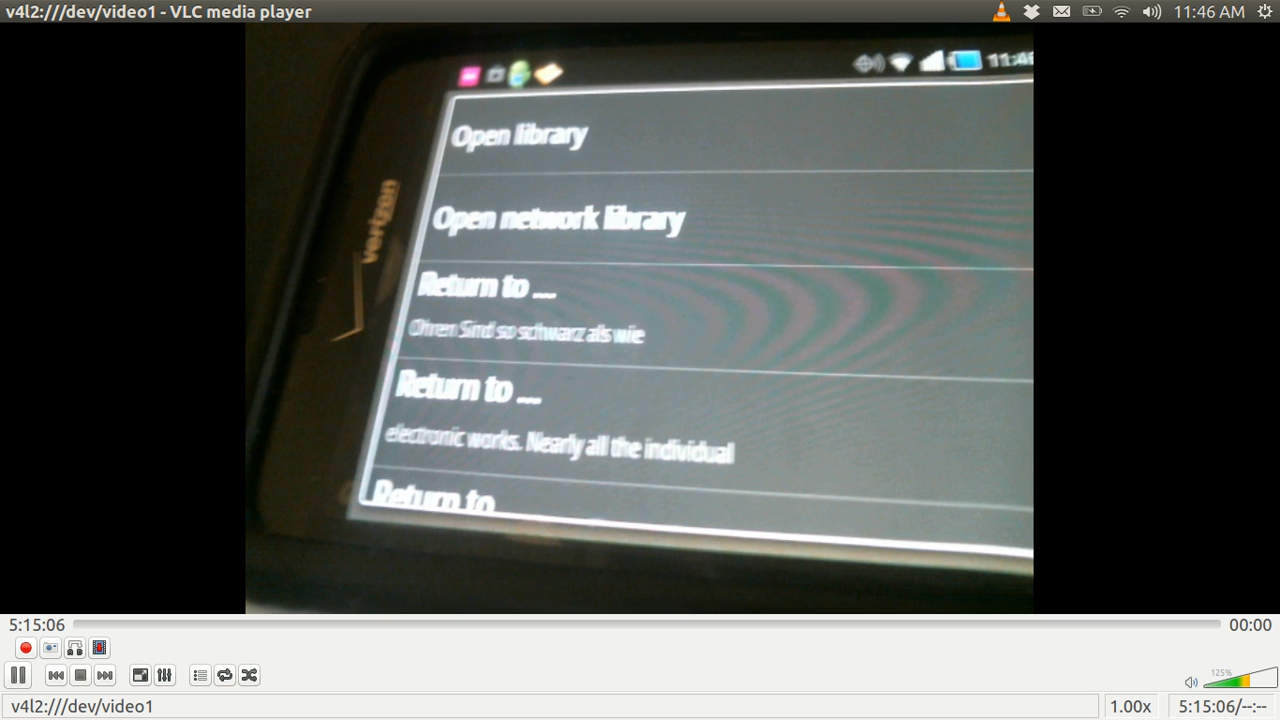 v4l2:///dev/video1 - VLC media player
11:46 AM
11:46
Open library
verizon
Open network library
Return to ...
Ohren Sind so schwarz als wie
Return to ...
electronic works. Nearly all the individual
Return to
5:15:06
00:00
125%
v4l2:///dev/video1
1.00x
5:15:06/--:--